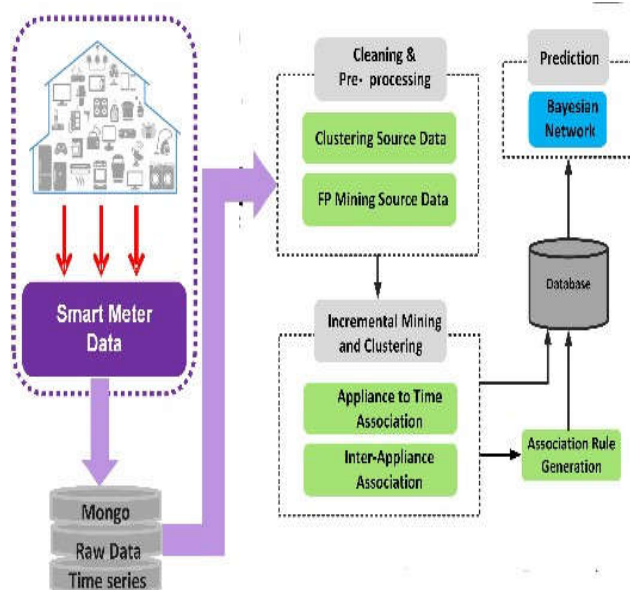 Smart Meter
Data
Mongo
Raw Data
Time series
Cleaning &
Pre- processing
Clustering Source Data
FP Mining Source Data
Incremental Mining
and Clustering
Appliance to Time
Association
Inter-Appliance
Association
Association Rule
Generation
Database
Prediction
Bayesian
Network